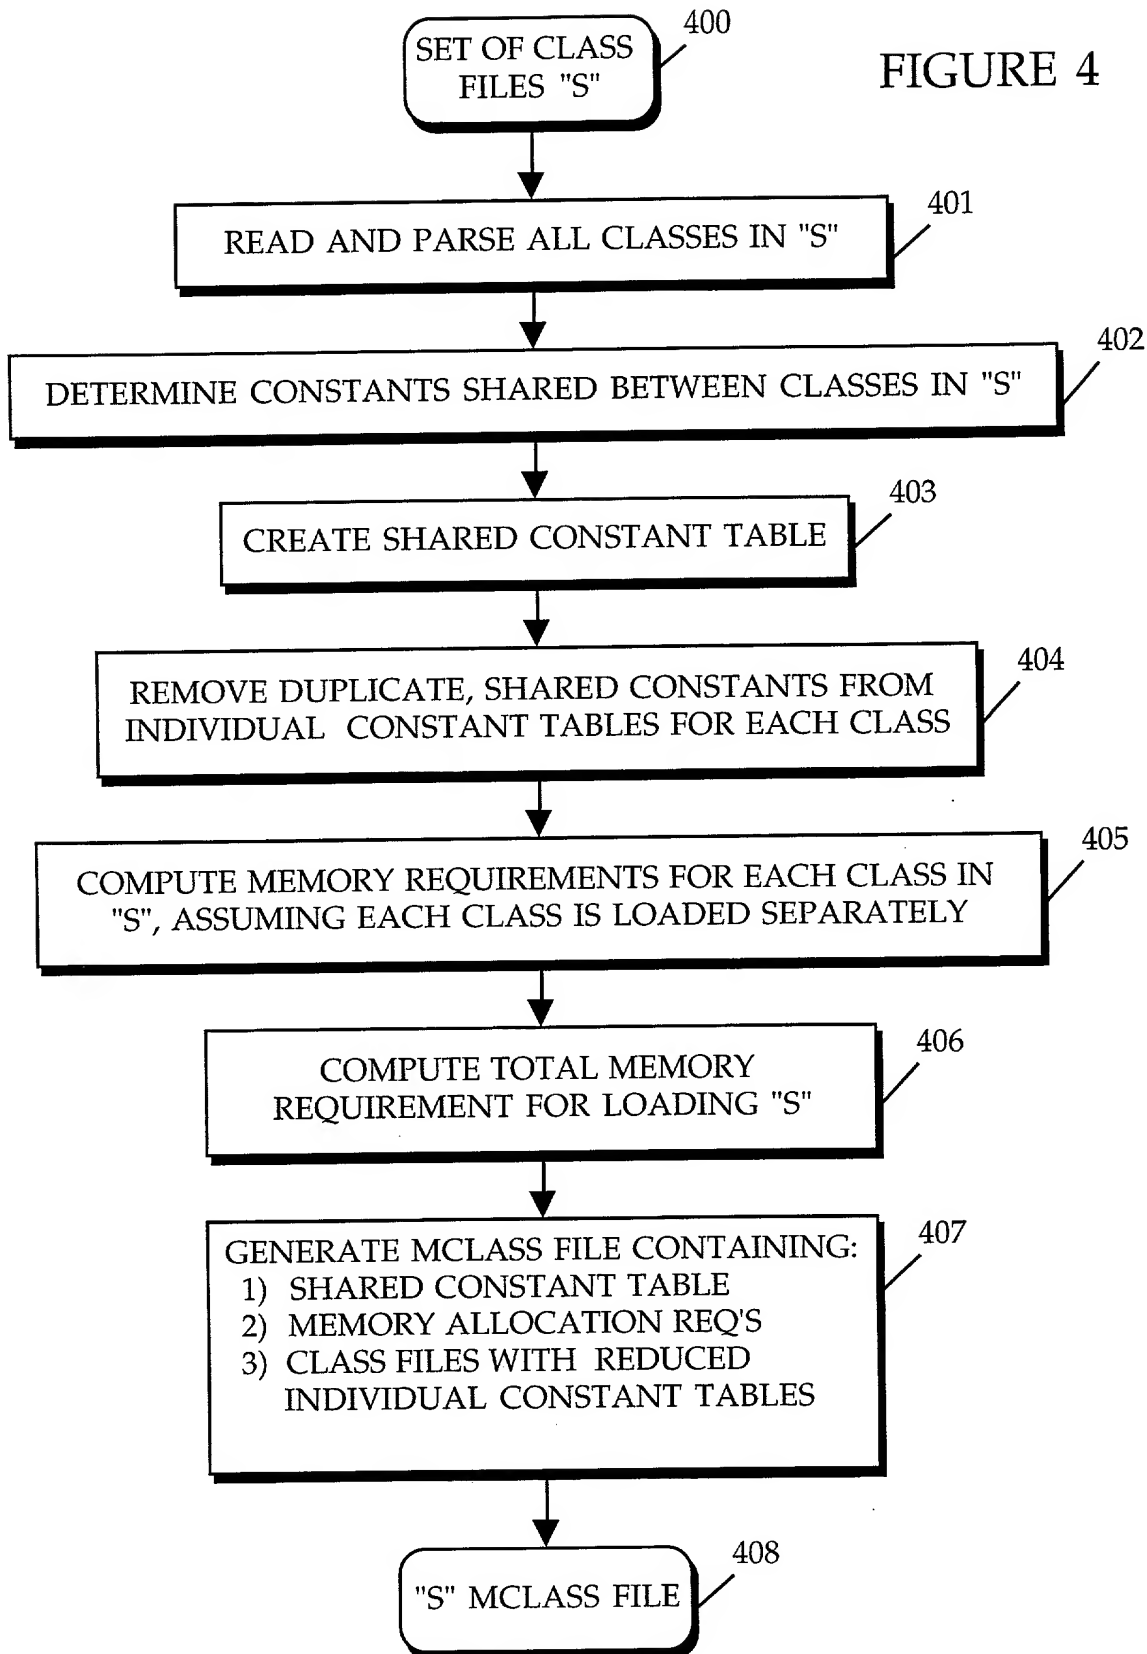 400
SET OF CLASS
FILES "S"
FIGURE 4
401
READ AND PARSE ALL CLASSES IN "S"
402
DETERMINE CONSTANTS SHARED BETWEEN CLASSES IN "S"
403
CREATE SHARED CONSTANT TABLE
404
REMOVE DUPLICATE, SHARED CONSTANTS FROM
INDIVIDUAL CONSTANT TABLES FOR EACH CLASS
405
COMPUTE MEMORY REQUIREMENTS FOR EACH CLASS IN
"S", ASSUMING EACH CLASS IS LOADED SEPARATELY
406
COMPUTE TOTAL MEMORY
REQUIREMENT FOR LOADING "S"
407
GENERATE MCLASS FILE CONTAINING:
1) SHARED CONSTANT TABLE
2) MEMORY ALLOCATION REQ'S
3) CLASS FILES WITH REDUCED
INDIVIDUAL CONSTANT TABLES
408
"S" MCLASS FILE